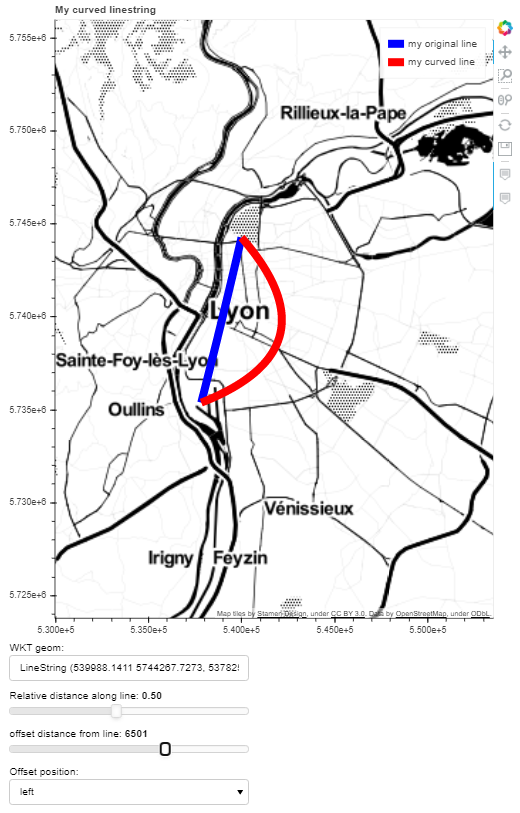 My curved linestring
5.755e+6
my original line
my curved line
Rillieux-la-Pape
5.750e+6
5.745e+6
5.740e+6
Lyon
Sainte-Foy-lès-Lyon
5.735e+6
Oullins
5.730e+6
Vénissieux
Irigny
Feyzin
5.725e+6
Map tiles by Stamen Design, under CC BY 3.0. Data by OpenStreetMap, under ODbL.
5.300e+5
5.350e+5
5.400e+5
5.450e+5
5.500e+5
WKT geom:
LineString (539988.1411 5744267.7273, 53782
Relative distance along line: 0.50
offset distance from line: 6501
Offset position:
left